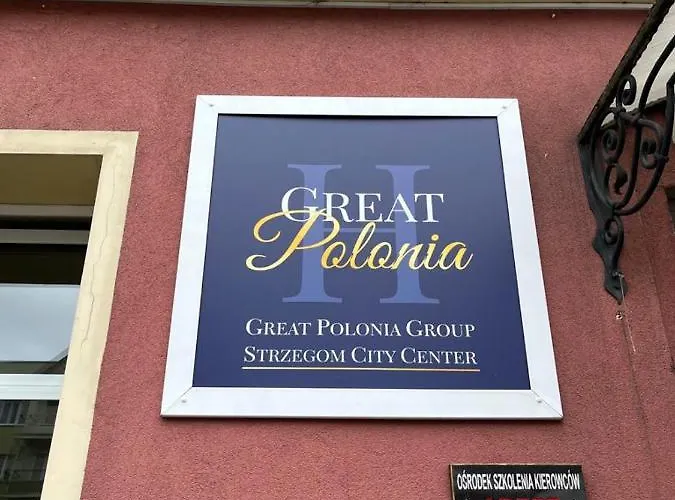 H
GREAT
Polonia
GREAT POLONIA GROUP
STRZEGOM CITY CENTER
OŚRODEK SZKOLENIA KIEROWCÓW